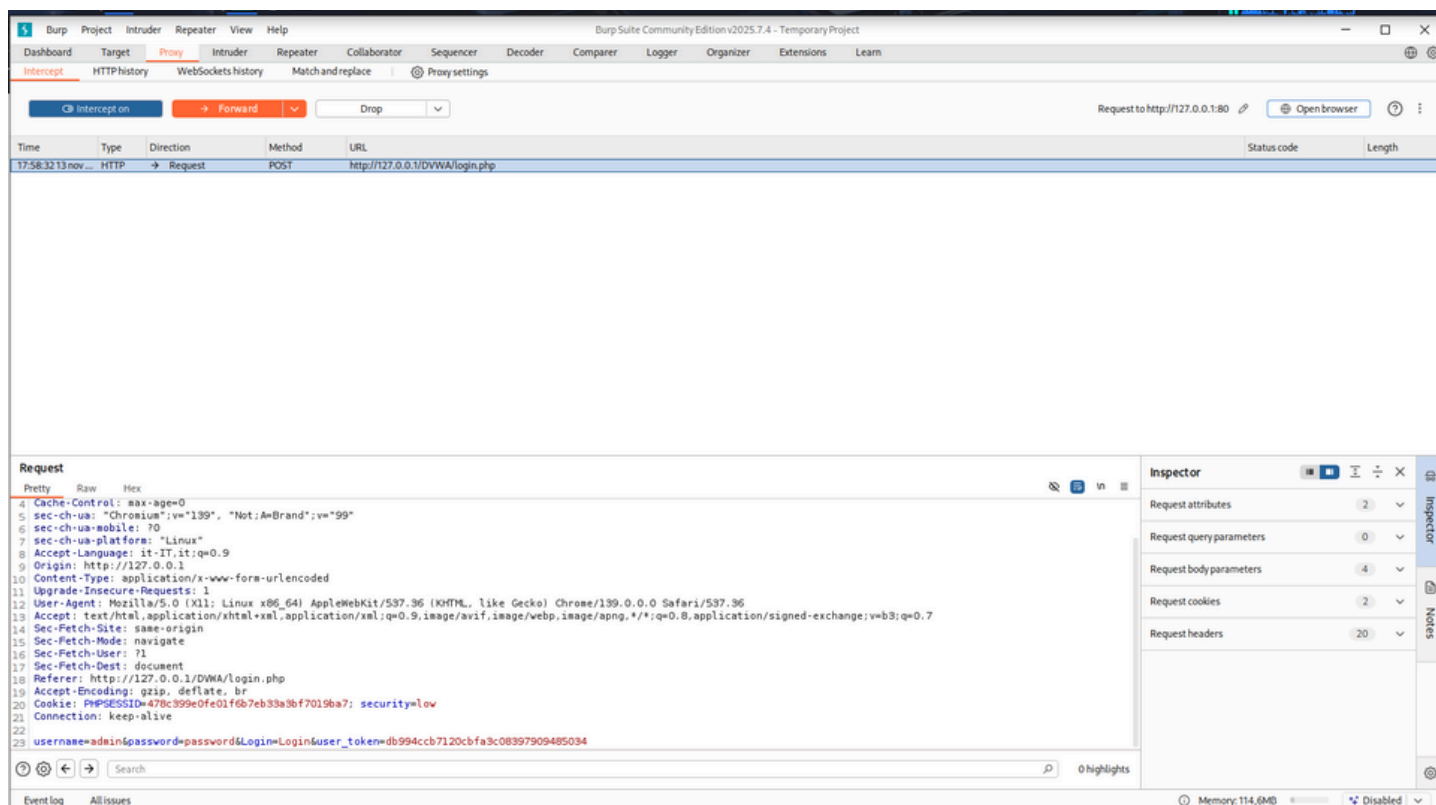 Burp Project Intruder Repeater View Help Burp Suite Community Edition v2025.7.4 - Temporary Project
Dashboard Target Proxy Intruder Repeater Collaborator Sequencer Decoder Comparer Logger Organizer Extensions Learn
Intercept HTTP history WebSockets history Match and replace Proxy settings
Intercept on Forward Drop Request to http://127.0.0.1:80 Open browser
Time Type Direction Method URL Status code Length
17:58:32 13 nov ... HTTP → Request POST http://127.0.0.1/DVWA/login.php
Request
Pretty Raw Hex
4 Cache-Control: max-age=0
5 sec-ch-ua: "Chromium";v="139", "Not;A=Brand";v="99"
6 sec-ch-ua-mobile: ?0
7 sec-ch-ua-platform: "Linux"
8 Accept-Language: it-IT,it;q=0.9
9 Origin: http://127.0.0.1
10 Content-Type: application/x-www-form-urlencoded
11 Upgrade-Insecure-Requests: 1
12 User-Agent: Mozilla/5.0 (X11; Linux x86_64) AppleWebKit/537.36 (KHTML, like Gecko) Chrome/139.0.0.0 Safari/537.36
13 Accept: text/html,application/xhtml+xml,application/xml;q=0.9,image/avif,image/webp,image/apng,*/*;q=0.8,application/signed-exchange;v=b3;q=0.7
14 Sec-Fetch-Site: same-origin
15 Sec-Fetch-Mode: navigate
16 Sec-Fetch-User: ?1
17 Sec-Fetch-Dest: document
18 Referer: http://127.0.0.1/DVWA/login.php
19 Accept-Encoding: gzip, deflate, br
20 Cookie: PHPSESSID=478c399e0fe01f6b7eb33a3bf7019ba7; security=low
21 Connection: keep-alive
22
23 username=admin&password=password&Login=Login&user_token=db994ccb7120cbfa3c08397909485034
Inspector
Request attributes 2
Request query parameters 0
Request body parameters 4
Request cookies 2
Request headers 20
Inspector
Notes
Search 0 highlights
Event log All issues Memory: 114,6MB Disabled